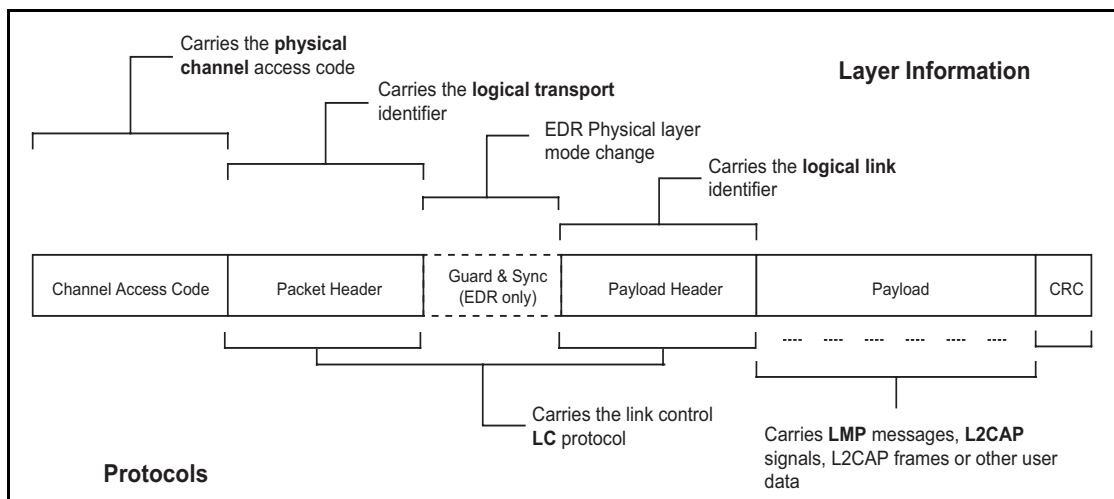 Carries the physical
channel access code
Layer Information
Carries the logical transport
identifier
EDR Physical layer
mode change
Carries the logical link
identifier
Channel Access Code
Packet Header
Guard & Sync
(EDR only)
Payload Header
Payload
CRC
Carries the link control
LC protocol
Carries LMP messages, L2CAP
signals, L2CAP frames or other user
data
Protocols